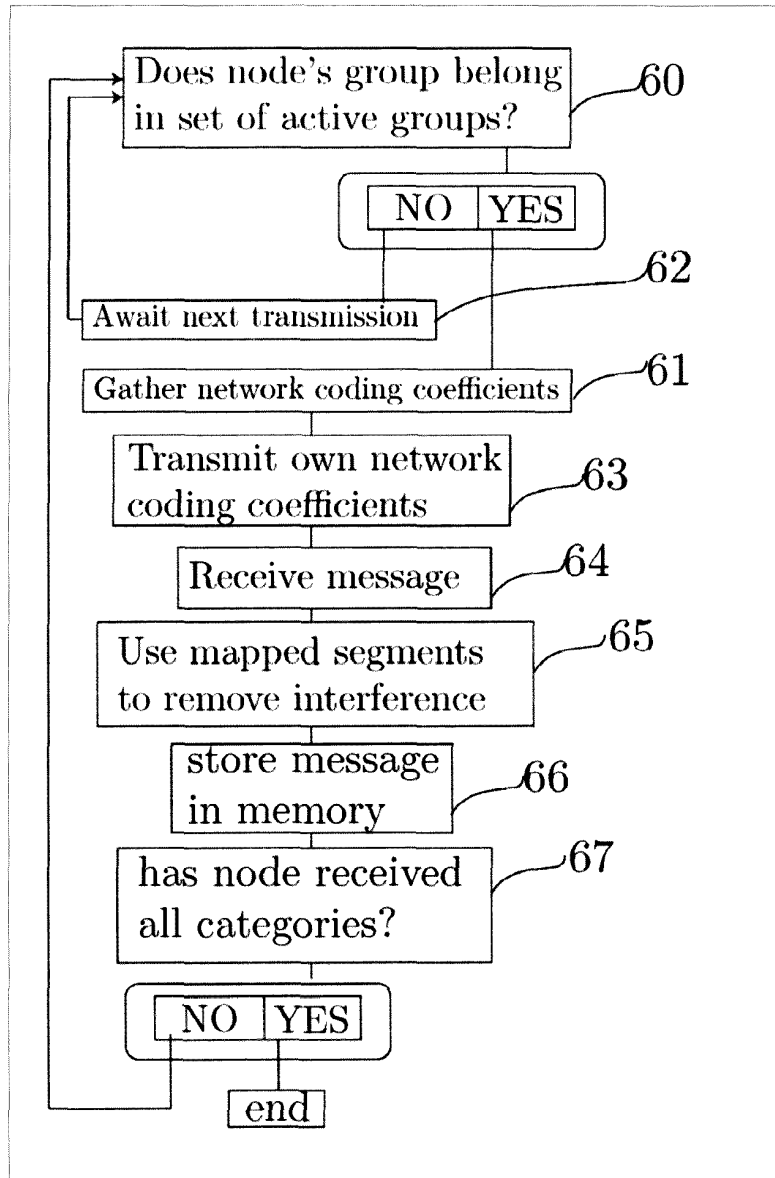 Does node's group belong
in set of active groups?
60
NO YES
62
Await next transmission
61
Gather network coding coefficients
Transmit own network
coding coefficients
63
Receive message
64
Use mapped segments
to remove interference
65
store message
in memory
66
has node received
all categories?
67
NO YES
end